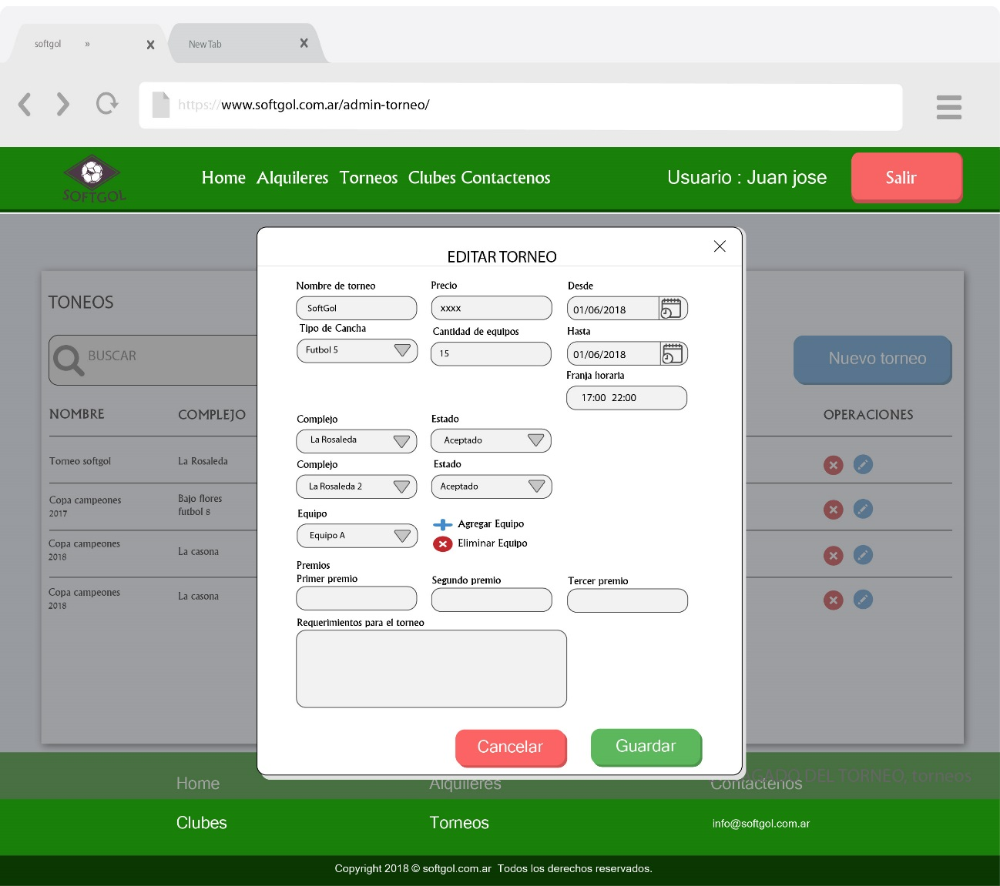 softgol »
New Tab
https://www.softgol.com.ar/admin-torneo/
SOFTGOL
Home Alquileres Torneos Clubes Contactenos
Usuario : Juan jose
Salir
EDITAR TORNEO
Nombre de torneo
Precio
Desde
SoftGol
xxxx
01/06/2018
Tipo de Cancha
Cantidad de equipos
Hasta
Futbol 5
15
01/06/2018
Franja horaria
17:00 22:00
Complejo
Estado
La Rosaleda
Aceptado
Complejo
Estado
La Rosaleda 2
Aceptado
Equipo
Equipo A
Agregar Equipo
Eliminar Equipo
Premios
Primer premio
Segundo premio
Tercer premio
Requerimientos para el torneo
Cancelar
Guardar
TONEOS
BUSCAR
Nuevo torneo
NOMBRE
COMPLEJO
OPERACIONES
Torneo softgol
La Rosaleda
Copa campeones
2017
Bajo flores
futbol 8
Copa campeones
2018
La casona
Copa campeones
2018
La casona
DEL TORNEO, torneos
Home
Alquileres
Contactenos
Clubes
Torneos
info@softgol.com.ar
Copyright 2018 © softgol.com.ar Todos los derechos reservados.